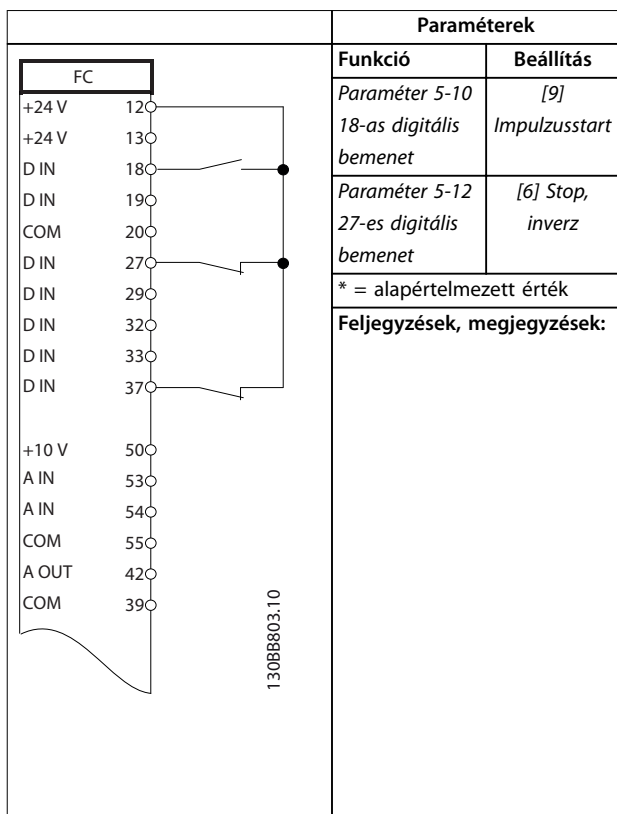 Paraméterek
Funkció Beállítás
Paraméter 5-10 [9]
18-as digitális Impulzusstart
bemenet
Paraméter 5-12 [6] Stop,
27-es digitális inverz
bemenet
* = alapértelmezett érték
Feljegyzések, megjegyzések:
FC
+24 V 12
+24 V 13
D IN 18
D IN 19
COM 20
D IN 27
D IN 29
D IN 32
D IN 33
D IN 37
+10 V 50
A IN 53
A IN 54
COM 55
A OUT 42
COM 39
130BB803.10